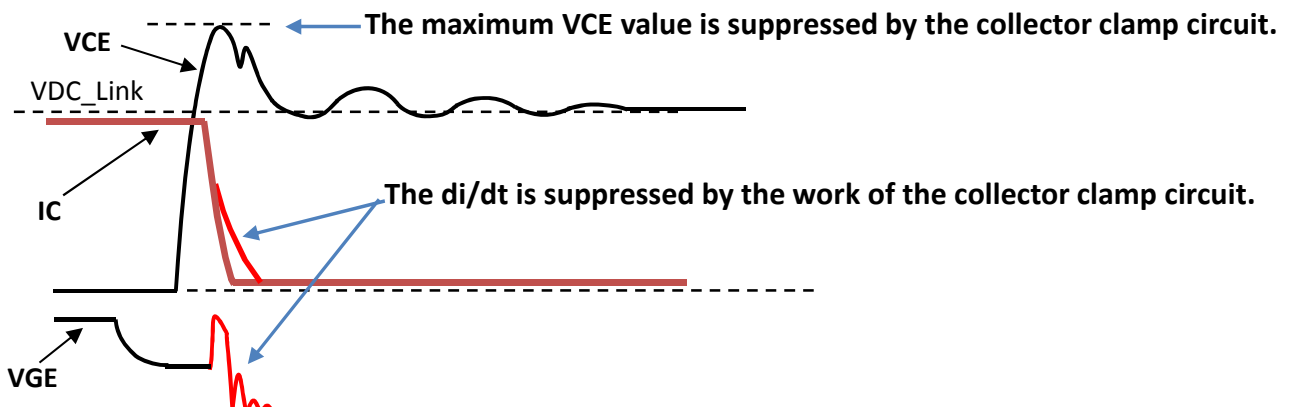 The maximum VCE value is suppressed by the collector clamp circuit.
VCE
VDC_Link
The di/dt is suppressed by the work of the collector clamp circuit.
IC
VGE